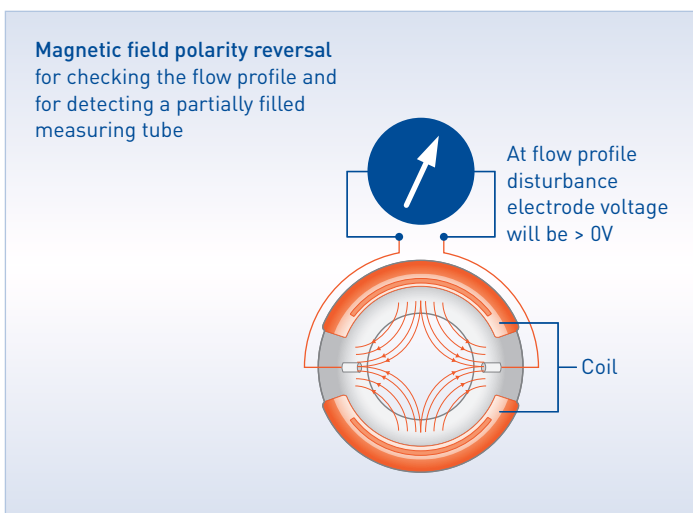 Magnetic field polarity reversal
for checking the flow profile and
for detecting a partially filled
measuring tube
At flow profile
disturbance
electrode voltage
will be > 0V
Coil